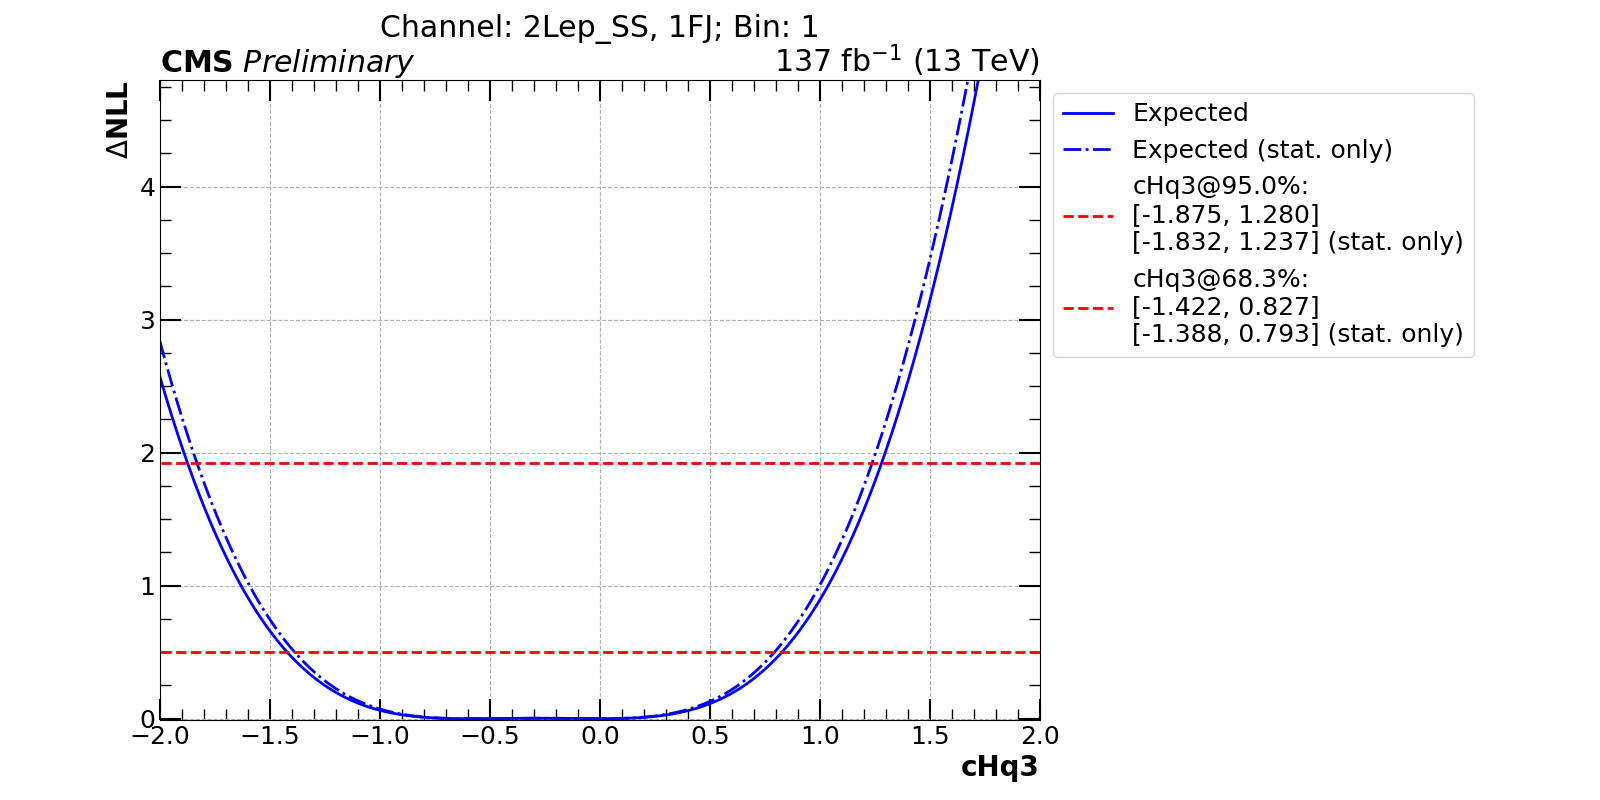 Channel: 2Lep_SS, 1FJ; Bin: 1
CMS Preliminary 137 fb⁻¹ (13 TeV)
ΔNLL
4
3
2
1
0
−2.0 −1.5 −1.0 −0.5 0.0 0.5 1.0 1.5 2.0
cHq3
Expected
Expected (stat. only)
cHq3@95.0%:
[-1.875, 1.280]
[-1.832, 1.237] (stat. only)
cHq3@68.3%:
[-1.422, 0.827]
[-1.388, 0.793] (stat. only)